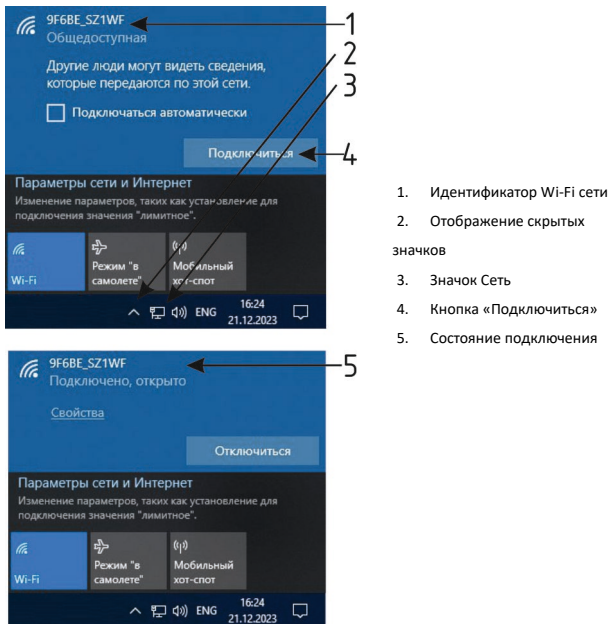 9F6BE_SZ1WF
Общедоступная
Другие люди могут видеть сведения,
которые передаются по этой сети.
Подключаться автоматически
Подключиться
Параметры сети и Интернет
Изменение параметров, таких как установление для
подключения значения "лимитное".
Wi-Fi
Режим "в
самолете"
Мобильный
хот-спот
ENG
16:24
21.12.2023
1
2
3
4
1. Идентификатор Wi-Fi сети
2. Отображение скрытых
значков
3. Значок Сеть
4. Кнопка «Подключиться»
5. Состояние подключения
9F6BE_SZ1WF
Подключено, открыто
Свойства
Отключиться
5
Параметры сети и Интернет
Изменение параметров, таких как установление для
подключения значения "лимитное".
Wi-Fi
Режим "в
самолете"
Мобильный
хот-спот
ENG
16:24
21.12.2023